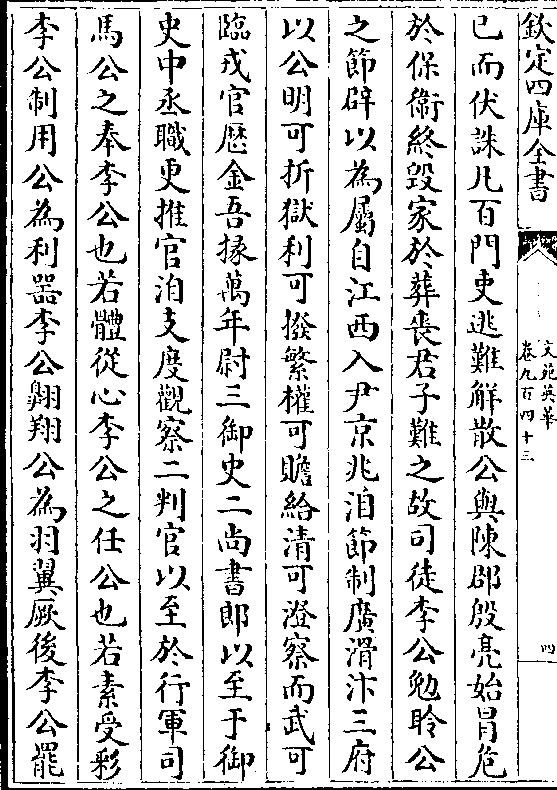 欽定四庫全書
文苑英華
卷九百四十三
四
已而伏誅凡百門吏逃難解散公與陳郡殷亮始冒危
於保衛終毀家於葬喪君子難之故司徒李公勉聆公
之節辟以為屬自江西入尹京兆洎節制廣滑汴三府
以公明可折獄利可撥繁權可贍給清可澄察而武可
臨戎官歴金吾掾萬年尉三御史二尚書郎以至于御
史中丞職更推官洎支度觀察二判官以至於行軍司
馬公之奉李公也若體從心李公之任公也若素受彩
李公制用公為利器李公翺翔公為羽翼厥後李公罷